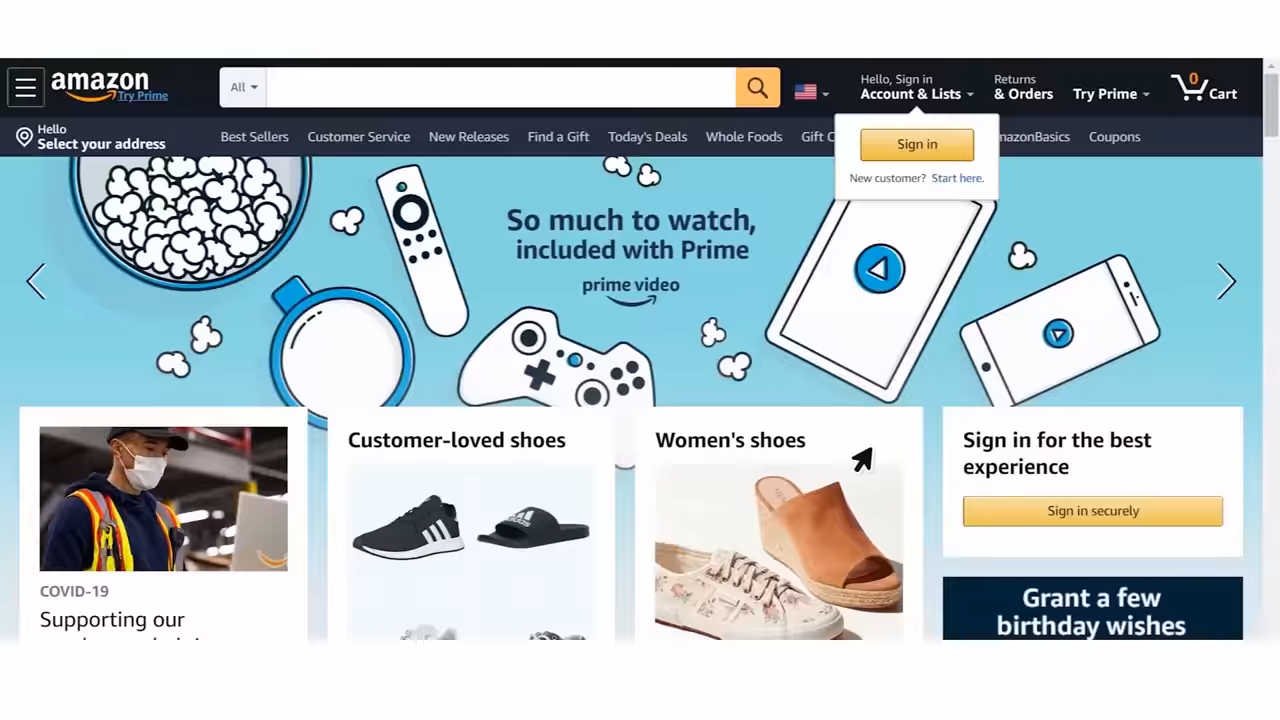 amazon
Try Prime
All
Hello, Sign in
Account & Lists
Returns
& Orders
Try Prime
0
Cart
Hello
Select your address
Best Sellers
Customer Service
New Releases
Find a Gift
Today's Deals
Whole Foods
Gift C
mazonBasics
Coupons
Sign in
New customer? Start here.
So much to watch,
included with Prime
prime video
Customer-loved shoes
Women's shoes
Sign in for the best
experience
Sign in securely
adidas
COVID-19
Supporting our
Grant a few
birthday wishes